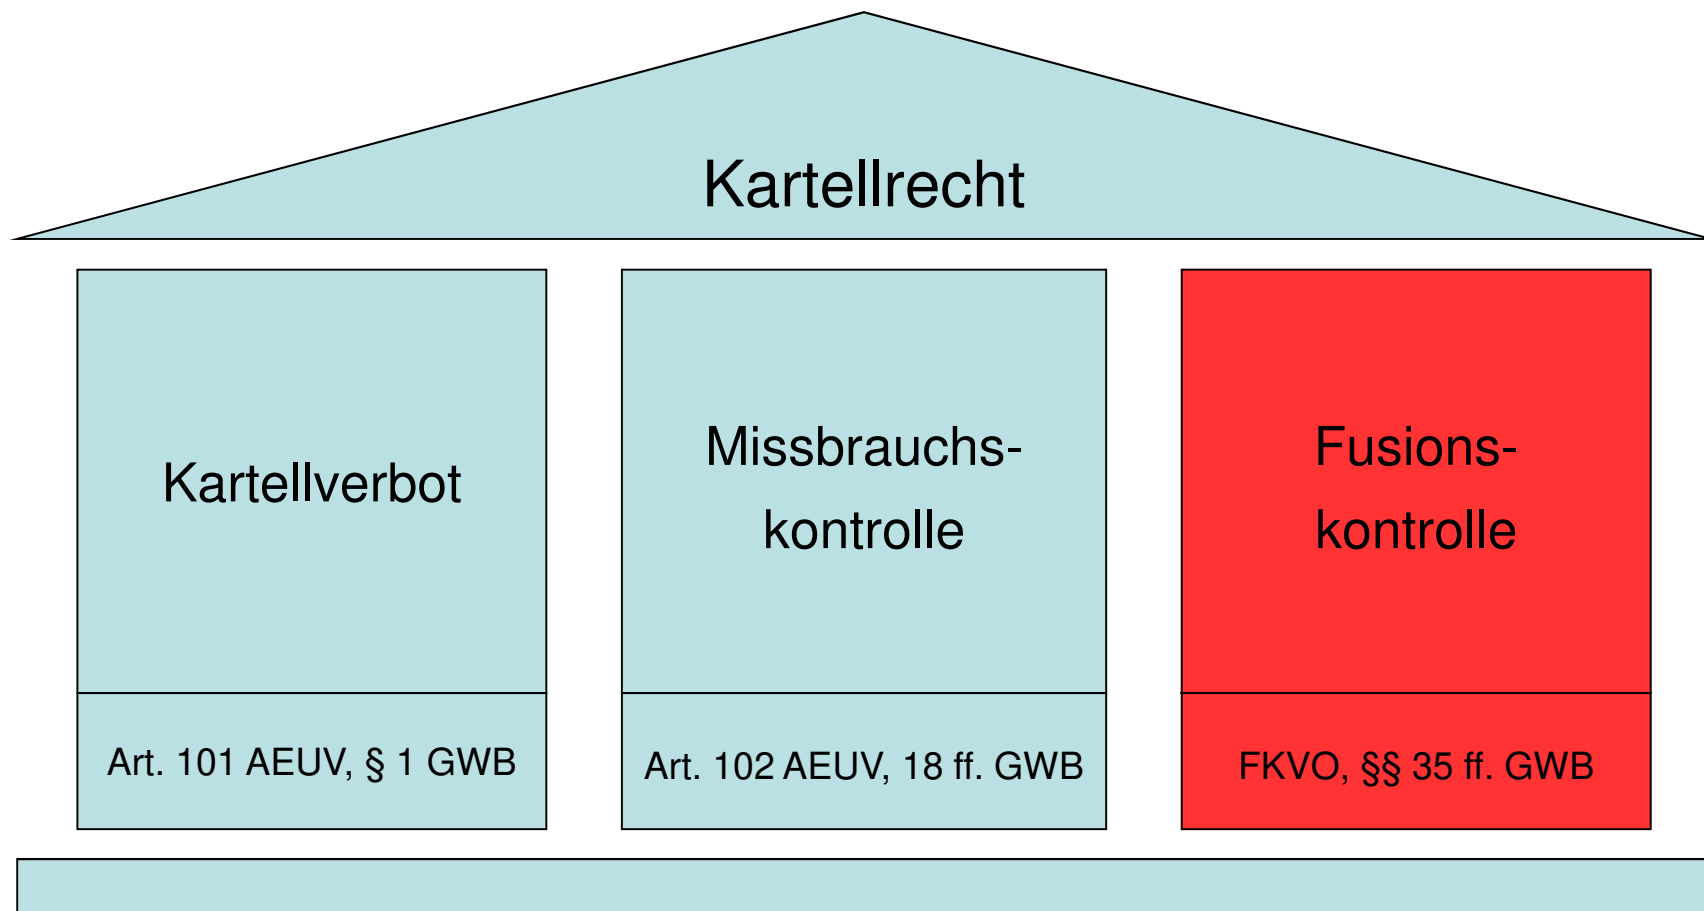 Kartellrecht
Kartellverbot
Art. 101 AEUV, § 1 GWB
Missbrauchs-
kontrolle
Art. 102 AEUV, 18 ff. GWB
Fusions-
kontrolle
FKVO, §§ 35 ff. GWB